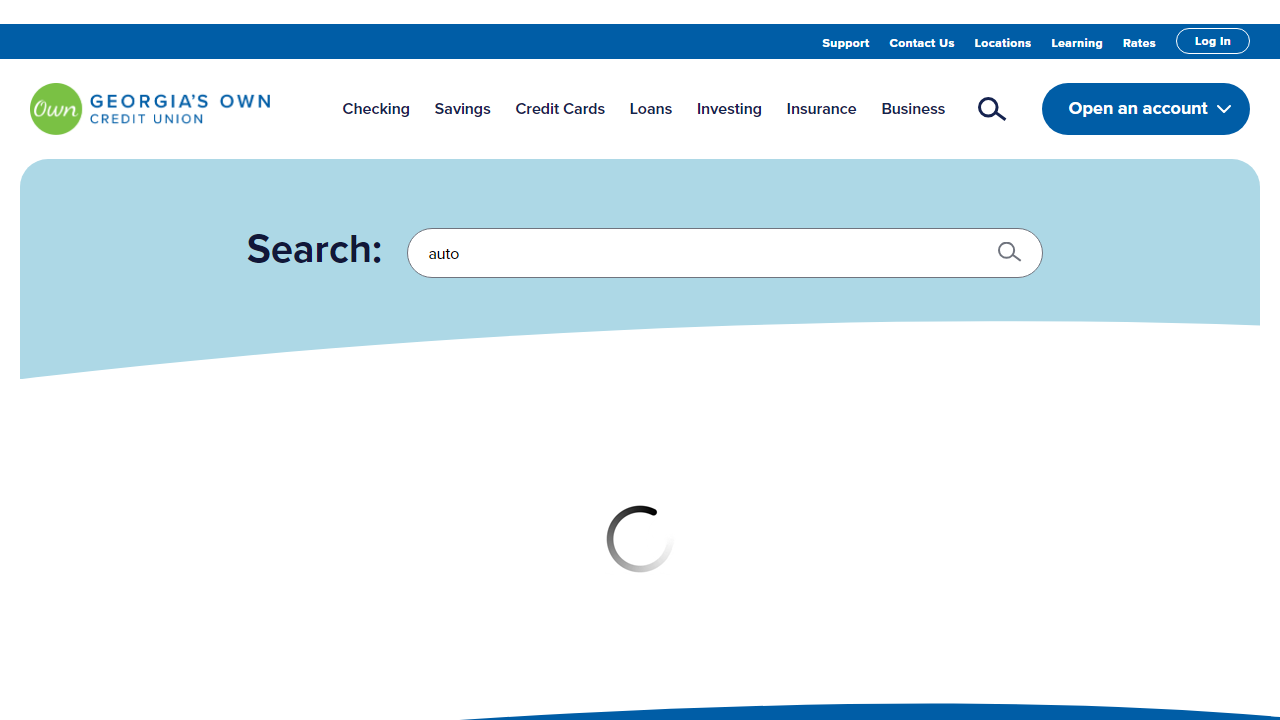 Support Contact Us Locations Learning Rates Log In
Own GEORGIA'S OWN
CREDIT UNION
Checking Savings Credit Cards Loans Investing Insurance Business Open an account
Search: auto